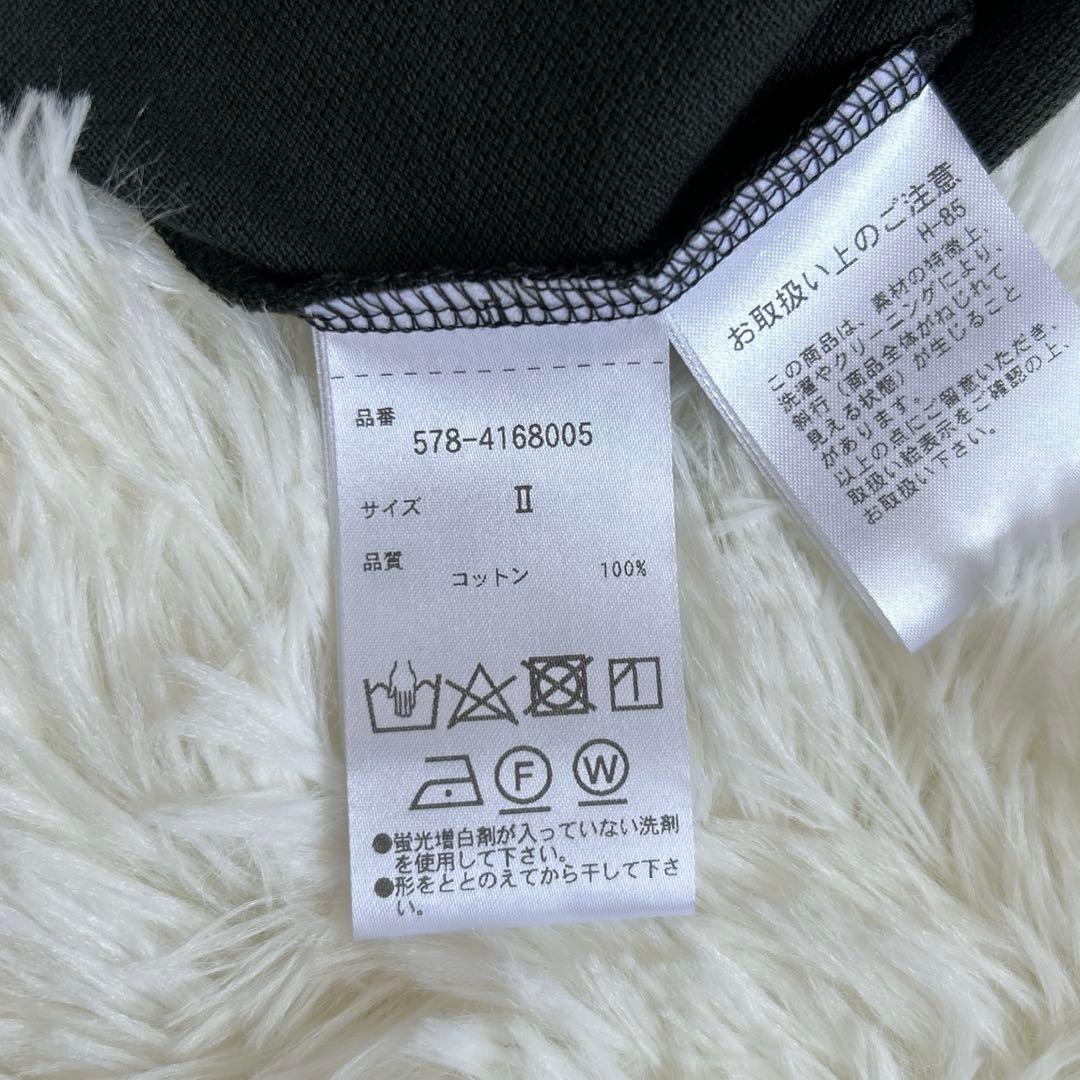 品番
578-4168005
サイズ II
品質
コットン 100%
F W
●蛍光増白剤が入っていない洗剤
を使用して下さい。
●形をととのえてから干して下さ
い。
お取扱い上のご注意
H-85
この商品は、素材の特徴上、
洗濯やクリーニングにより、
斜行（商品全体がねじれて
見える状態）が生じること
があります。
以上の点にご留意いただき、
取扱い絵表示をご確認の上、
お取扱い下さい。